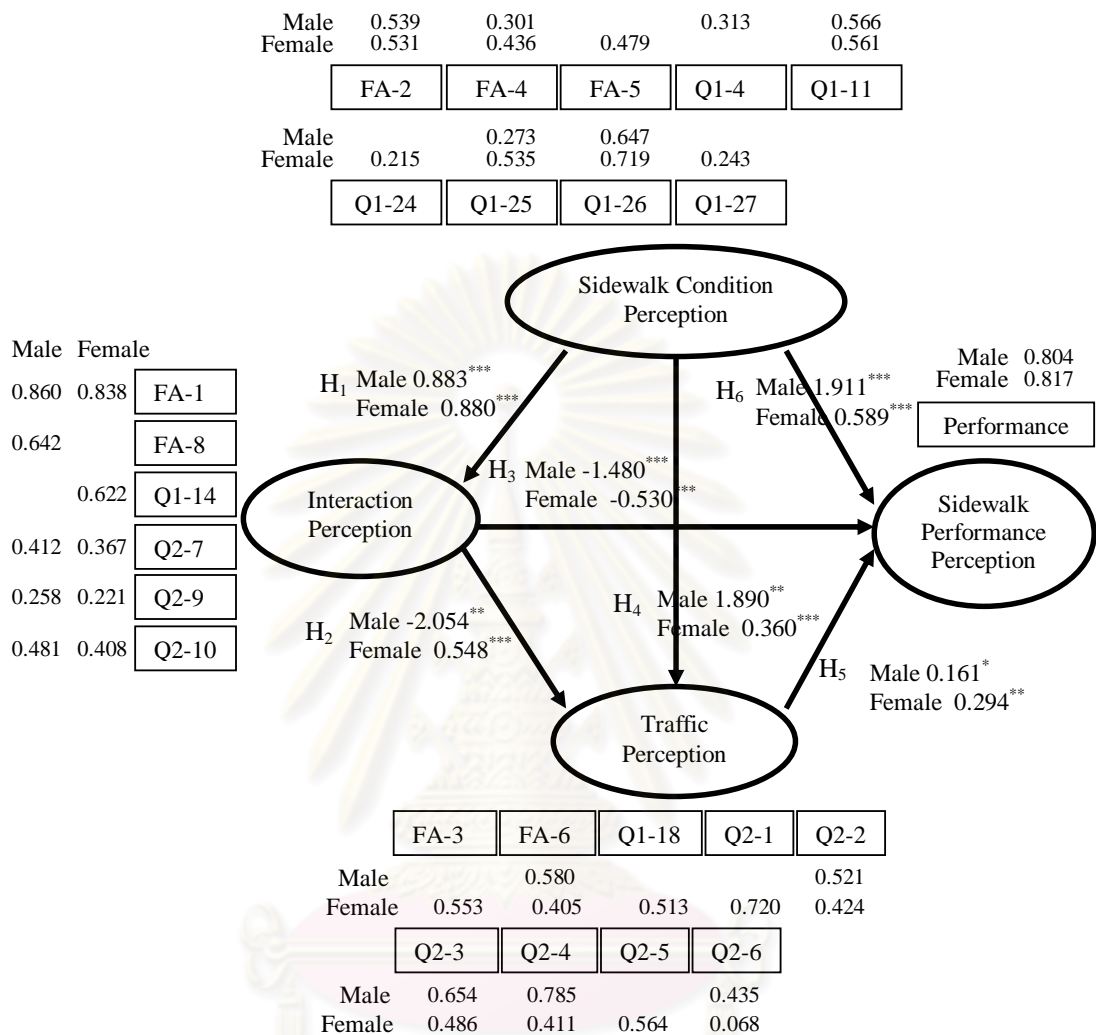 Male 0.539 0.301 0.313 0.566
Female 0.531 0.436 0.479 0.561
FA-2 FA-4 FA-5 Q1-4 Q1-11
Male 0.273 0.647
Female 0.215 0.535 0.719 0.243
Q1-24 Q1-25 Q1-26 Q1-27
Sidewalk Condition
Perception
Male Female
0.860 0.838 FA-1
0.642 FA-8
0.622 Q1-14
0.412 0.367 Q2-7
0.258 0.221 Q2-9
0.481 0.408 Q2-10
H₁ Male 0.883***
Female 0.880***
H₆ Male 1.911***
Female 0.589***
Male 0.804
Female 0.817
Performance
Interaction
Perception
H₃ Male -1.480***
Female -0.530***
Sidewalk
Performance
Perception
H₂ Male -2.054**
Female 0.548***
H₄ Male 1.890**
Female 0.360***
H₅ Male 0.161*
Female 0.294**
Traffic
Perception
FA-3 FA-6 Q1-18 Q2-1 Q2-2
Male 0.580 0.521
Female 0.553 0.405 0.513 0.720 0.424
Q2-3 Q2-4 Q2-5 Q2-6
Male 0.654 0.785 0.435
Female 0.486 0.411 0.564 0.068